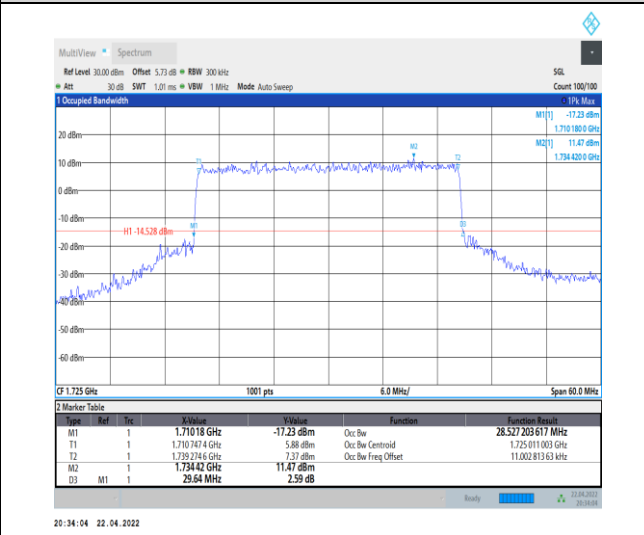 MultiView Spectrum
Ref Level 30.00 dBm Offset 5.73 dB RBW 300 kHz SGL
Att 30 dB SWT 1.01 ms VBW 1 MHz Mode Auto Sweep Count 100/100
1 Occupied Bandwidth 1Pk Max
M1[1] -17.23 dBm
1.710 180 0 GHz
M2[1] 11.47 dBm
1.734 420 0 GHz
20 dBm
M2
T1 T2
10 dBm
0 dBm
-10 dBm
H1 -14.528 dBm M1 D3
-20 dBm
-30 dBm
-40 dBm
-50 dBm
-60 dBm
CF 1.725 GHz 1001 pts 6.0 MHz/ Span 60.0 MHz
2 Marker Table
Type Ref Trc X-Value Y-Value Function Function Result
M1 1 1.71018 GHz -17.23 dBm Occ Bw 28.527 203 617 MHz
T1 1 1.710 747 4 GHz 5.88 dBm Occ Bw Centroid 1.725 011 003 GHz
T2 1 1.739 274 6 GHz 7.37 dBm Occ Bw Freq Offset 11.002 813 63 kHz
M2 1 1.734 42 GHz 11.47 dBm
D3 M1 1 29.64 MHz 2.59 dB
Ready 22.04.2022
20:34:04
20:34:04 22.04.2022